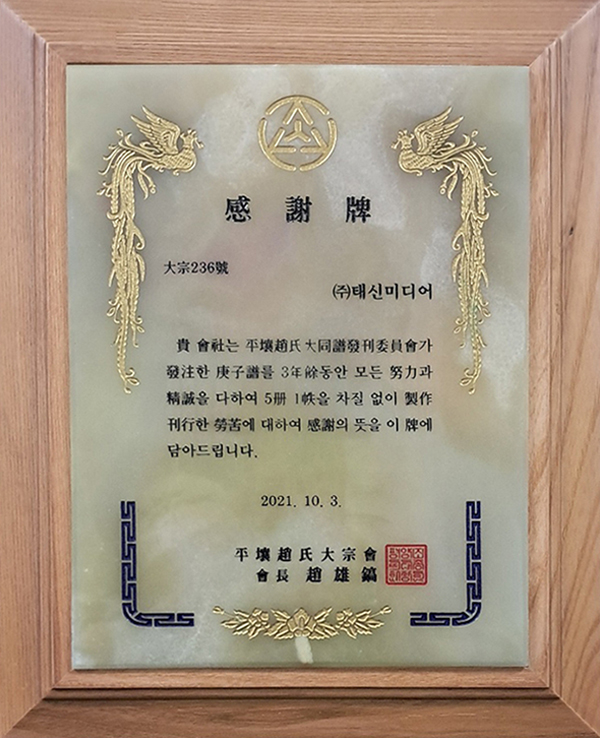 感謝牌
大宗236號
㈜태신미디어
貴 會社는 平壤趙氏大同譜發刊委員會가
發注한 庚子譜를 3年餘동안 모든 努力과
精誠을 다하여 5册 1帙을 차질 없이 製作
刊行한 勞苦에 대하여 感謝의 뜻을 이 牌에
담아드립니다.
2021. 10. 3.
平壤趙氏大宗會
會長 趙雄鎬